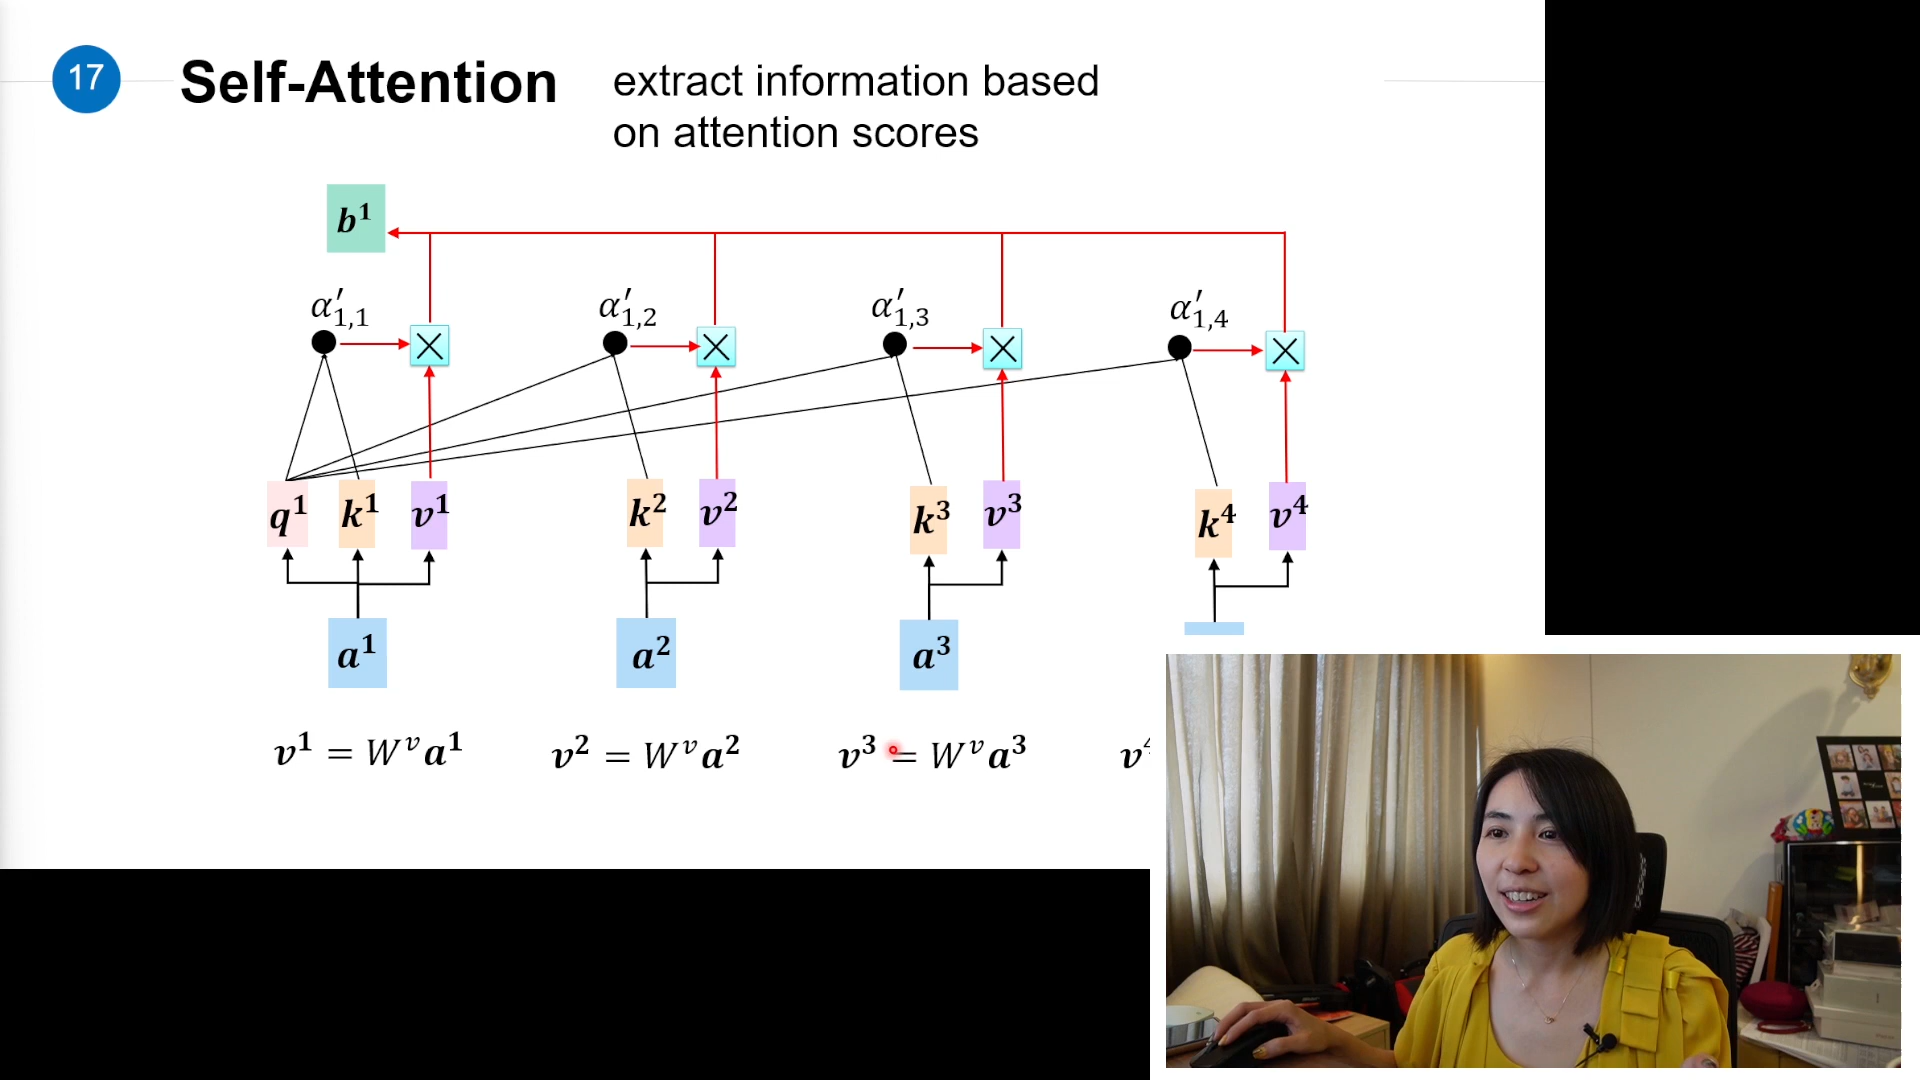 17
Self-Attention
extract information based
on attention scores
b¹
α′₁,₁ α′₁,₂ α′₁,₃ α′₁,₄
q¹ k¹ v¹ k² v² k³ v³ k⁴ v⁴
a¹ a² a³
v¹ = Wᵛa¹ v² = Wᵛa² v³ = Wᵛa³ v⁴